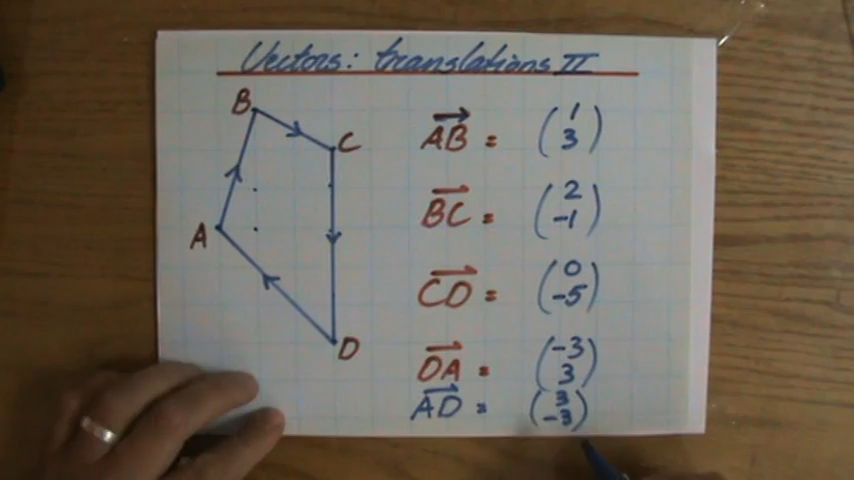 Vectors: translations II
B
C
A
D
AB = (1 3)
BC = (2 -1)
CD = (0 -5)
DA = (-3 3)
AD = (3 -3)